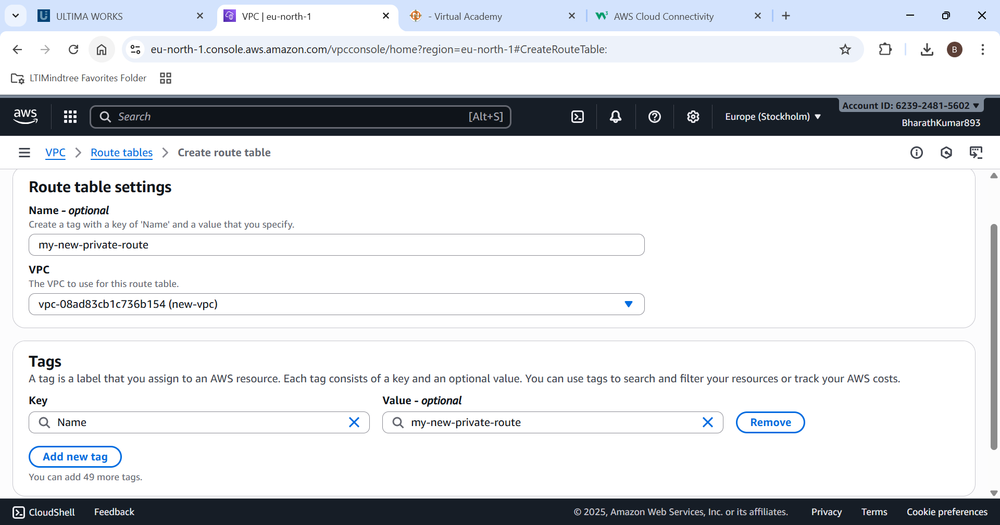 ULTIMA WORKS
VPC | eu-north-1
- Virtual Academy
AWS Cloud Connectivity
eu-north-1.console.aws.amazon.com/vpcconsole/home?region=eu-north-1#CreateRouteTable:
B
LTIMindtree Favorites Folder
aws
Search
[Alt+S]
Europe (Stockholm)
Account ID: 6239-2481-5602
BharathKumar893
VPC
Route tables
Create route table
Route table settings
Name - optional
Create a tag with a key of 'Name' and a value that you specify.
my-new-private-route
VPC
The VPC to use for this route table.
vpc-08ad83cb1c736b154 (new-vpc)
Tags
A tag is a label that you assign to an AWS resource. Each tag consists of a key and an optional value. You can use tags to search and filter your resources or track your AWS costs.
Key
Value - optional
Name
my-new-private-route
Remove
Add new tag
You can add 49 more tags.
CloudShell
Feedback
© 2025, Amazon Web Services, Inc. or its affiliates.
Privacy
Terms
Cookie preferences